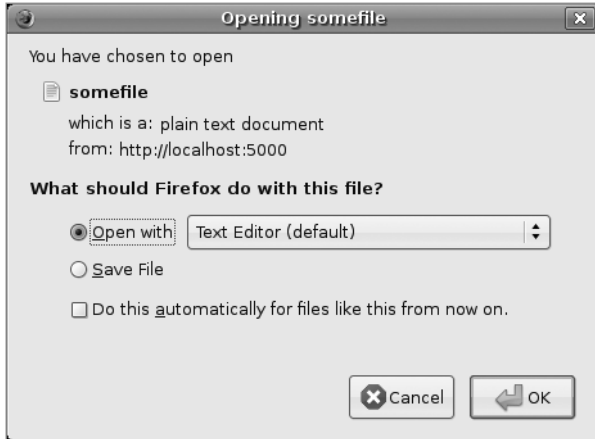 Opening somefile
You have chosen to open
somefile
which is a: plain text document
from: http://localhost:5000
What should Firefox do with this file?
Open with Text Editor (default)
Save File
Do this automatically for files like this from now on.
Cancel OK